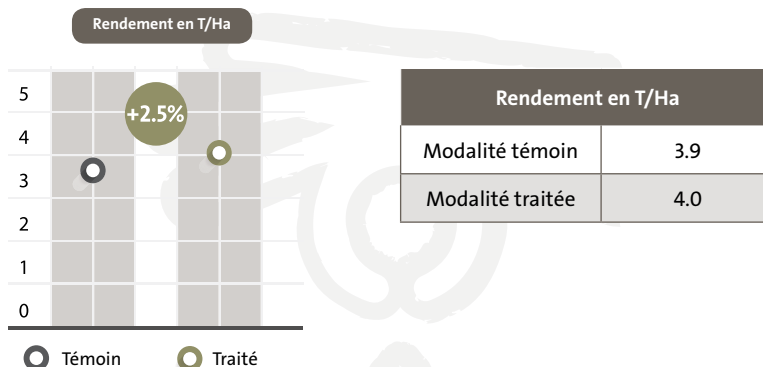 Rendement en T/Ha
5
4
3
2
1
0
+2.5%
Témoin
Traité
Rendement en T/Ha
Modalité témoin 3.9
Modalité traitée 4.0